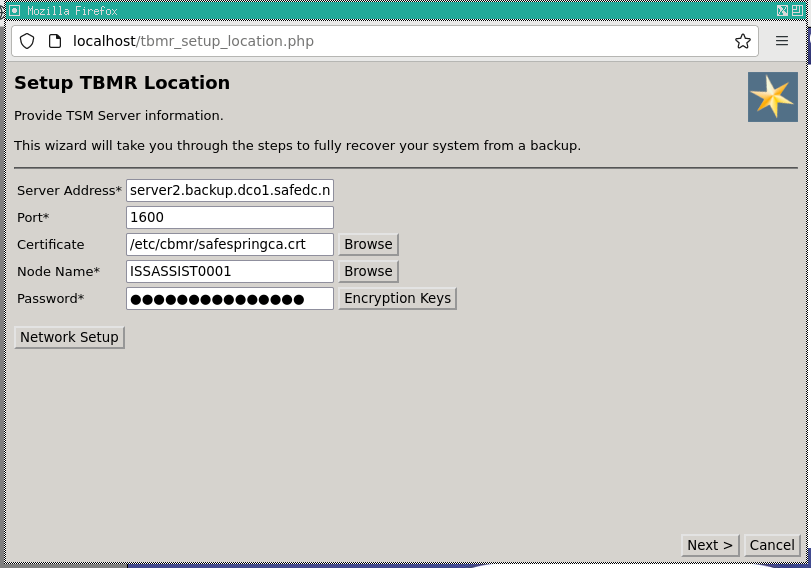 Mozilla Firefox
localhost/tbmr_setup_location.php
Setup TBMR Location
Provide TSM Server information.
This wizard will take you through the steps to fully recover your system from a backup.
Server Address* server2.backup.dco1.safedc.n
Port* 1600
Certificate /etc/cbmr/safespringca.crt Browse
Node Name* ISSASSIST0001 Browse
Password* ●●●●●●●●●●●●●●● Encryption Keys
Network Setup
Next > Cancel